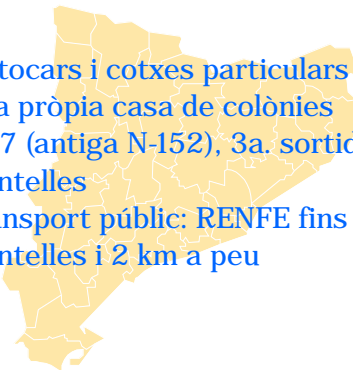 tocars i cotxes particulars
a pròpia casa de colònies
7 (antiga N-152), 3a. sortid
ntelles
nsport públic: RENFE fins
ntelles i 2 km a peu